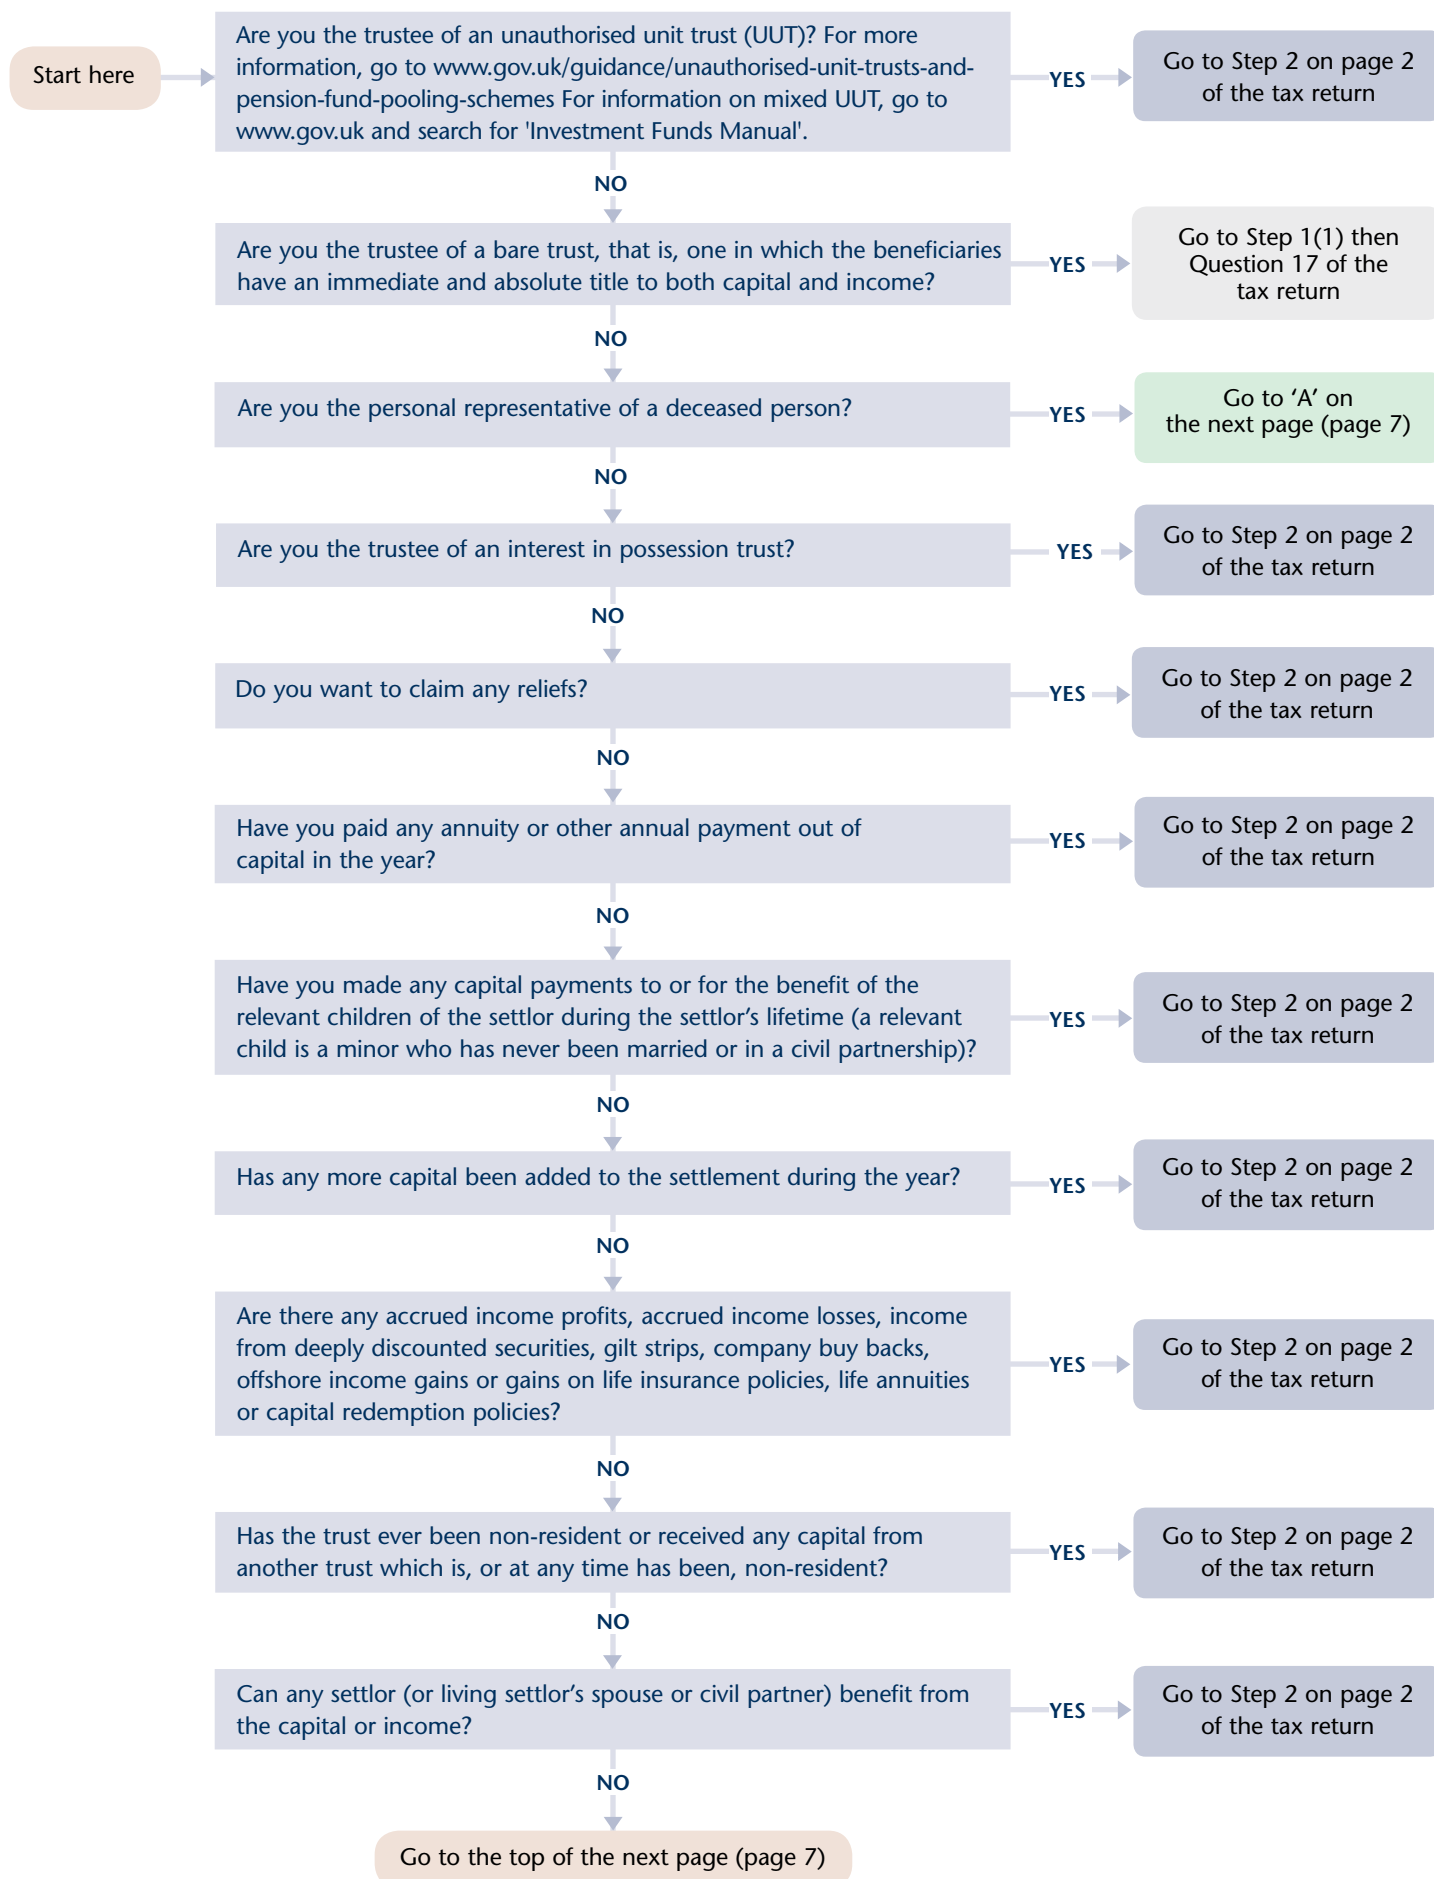 Start here
Are you the trustee of an unauthorised unit trust (UUT)? For more
information, go to www.gov.uk/guidance/unauthorised-unit-trusts-and-
pension-fund-pooling-schemes For information on mixed UUT, go to
www.gov.uk and search for 'Investment Funds Manual'.
YES
Go to Step 2 on page 2
of the tax return
NO
Are you the trustee of a bare trust, that is, one in which the beneficiaries
have an immediate and absolute title to both capital and income?
YES
Go to Step 1(1) then
Question 17 of the
tax return
NO
Are you the personal representative of a deceased person?
YES
Go to ‘A’ on
the next page (page 7)
NO
Are you the trustee of an interest in possession trust?
YES
Go to Step 2 on page 2
of the tax return
NO
Do you want to claim any reliefs?
YES
Go to Step 2 on page 2
of the tax return
NO
Have you paid any annuity or other annual payment out of
capital in the year?
YES
Go to Step 2 on page 2
of the tax return
NO
Have you made any capital payments to or for the benefit of the
relevant children of the settlor during the settlor’s lifetime (a relevant
child is a minor who has never been married or in a civil partnership)?
YES
Go to Step 2 on page 2
of the tax return
NO
Has any more capital been added to the settlement during the year?
YES
Go to Step 2 on page 2
of the tax return
NO
Are there any accrued income profits, accrued income losses, income
from deeply discounted securities, gilt strips, company buy backs,
offshore income gains or gains on life insurance policies, life annuities
or capital redemption policies?
YES
Go to Step 2 on page 2
of the tax return
NO
Has the trust ever been non-resident or received any capital from
another trust which is, or at any time has been, non-resident?
YES
Go to Step 2 on page 2
of the tax return
NO
Can any settlor (or living settlor’s spouse or civil partner) benefit from
the capital or income?
YES
Go to Step 2 on page 2
of the tax return
NO
Go to the top of the next page (page 7)